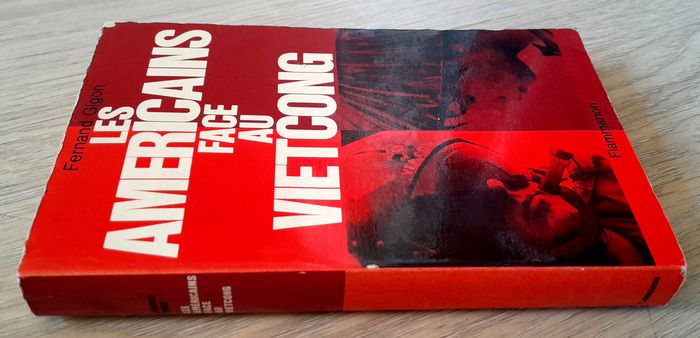 Fernand Gigon
LES
AMERICAINS
FACE
AU
VIETCONG
Flammarion
LES
AMERICAINS
FACE
AU
VIETCONG